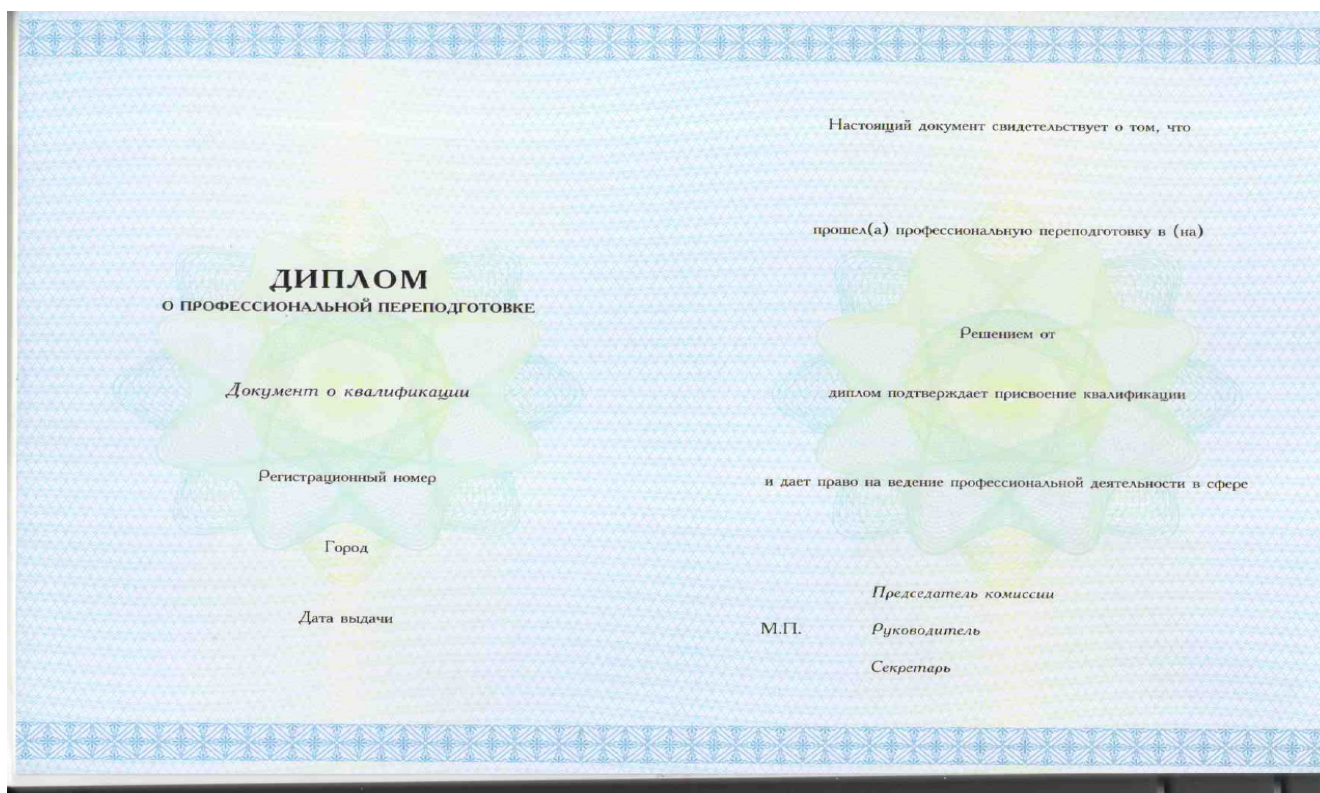 ДИПЛОМ
О ПРОФЕССИОНАЛЬНОЙ ПЕРЕПОДГОТОВКЕ
Документ о квалификации
Регистрационный номер
Город
Дата выдачи
Настоящий документ свидетельствует о том, что
прошел(а) профессиональную переподготовку в (на)
Решением от
диплом подтверждает присвоение квалификации
и дает право на ведение профессиональной деятельности в сфере
Председатель комиссии
М.П. Руководитель
Секретарь